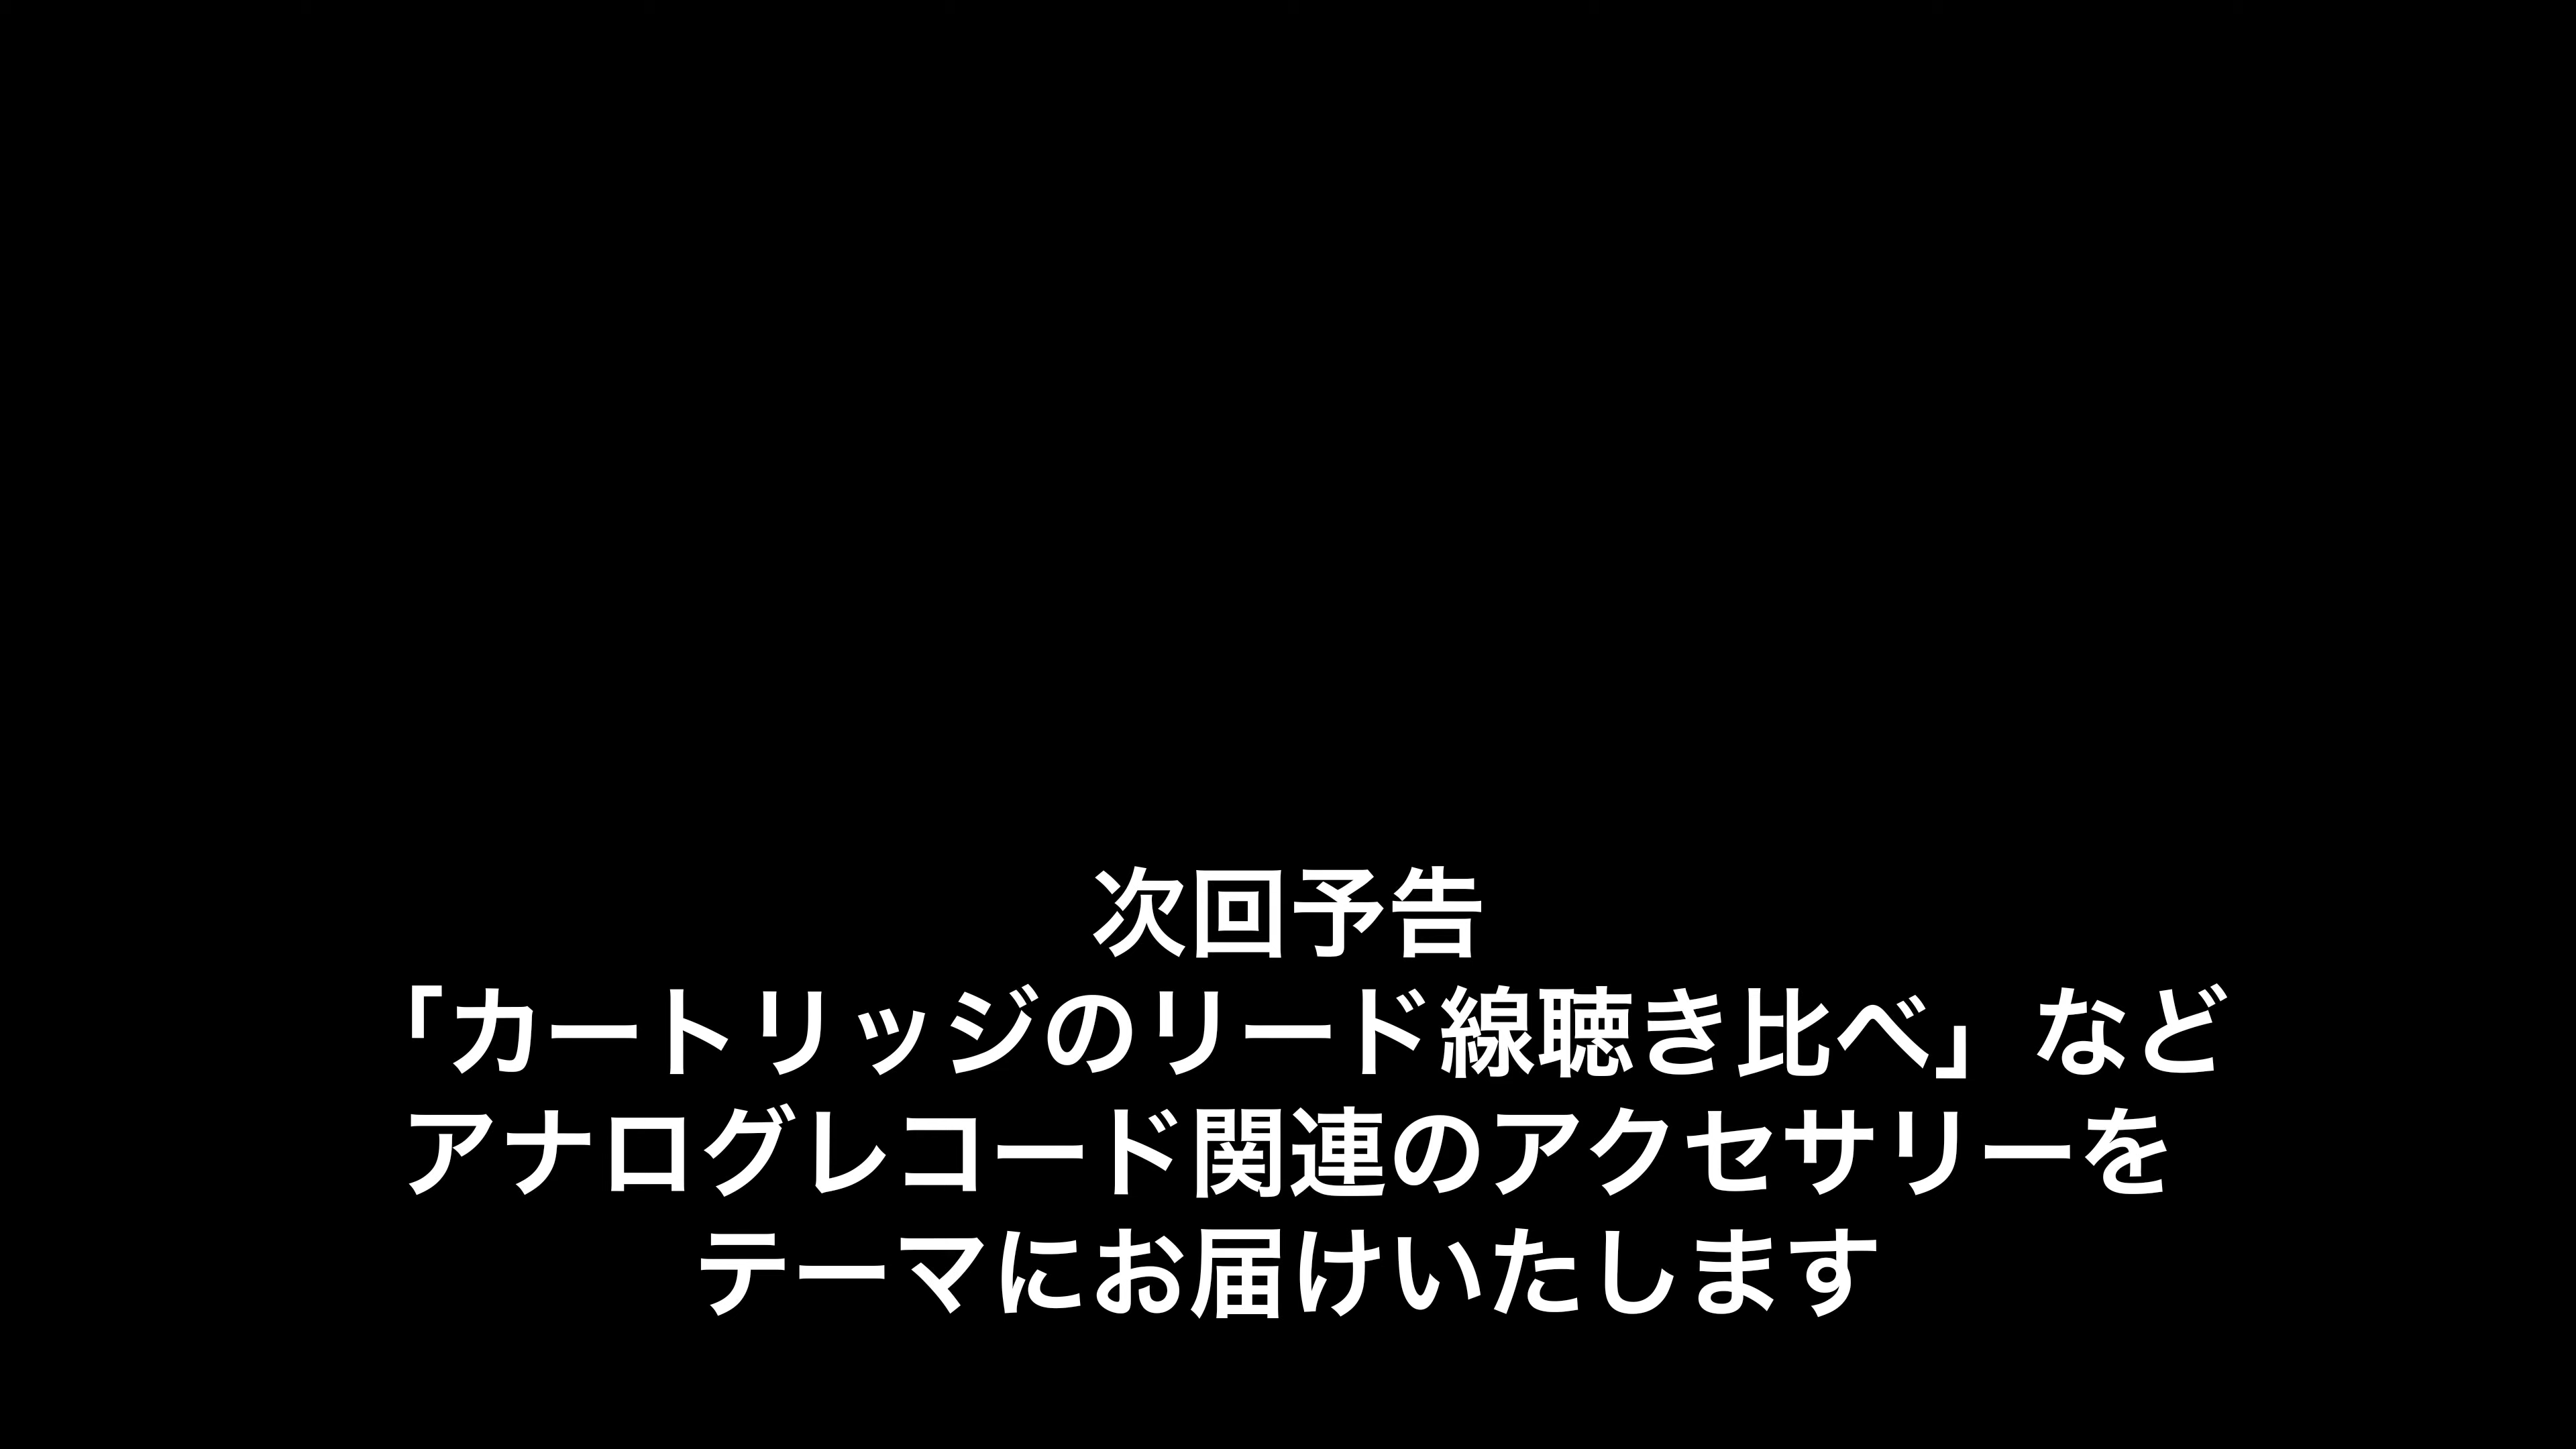 次回予告
「カートリッジのリード線聴き比べ」など
アナログレコード関連のアクセサリーを
テーマにお届けいたします